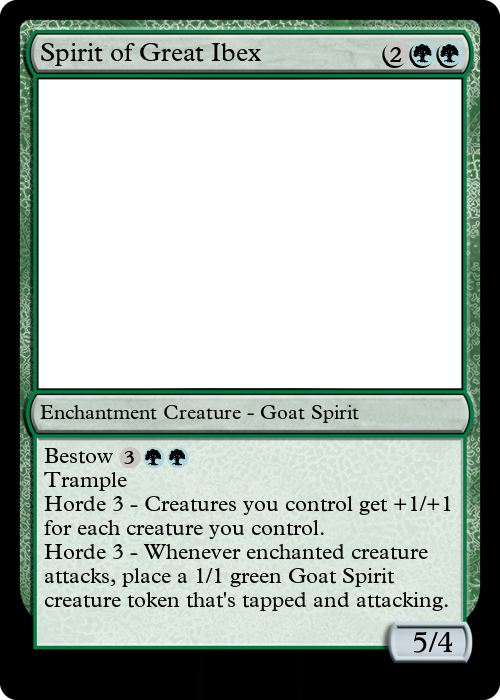 Spirit of Great Ibex 2
Enchantment Creature - Goat Spirit
Bestow 3
Trample
Horde 3 - Creatures you control get +1/+1
for each creature you control.
Horde 3 - Whenever enchanted creature
attacks, place a 1/1 green Goat Spirit
creature token that's tapped and attacking.
5/4